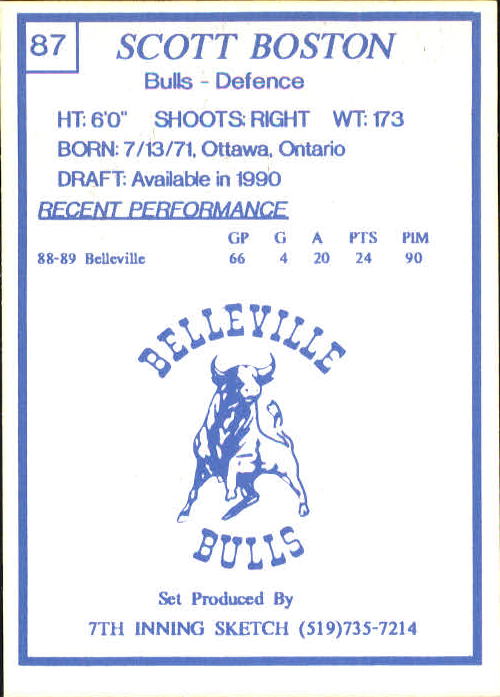 87
SCOTT BOSTON
Bulls - Defence
HT: 6'0" SHOOTS: RIGHT WT: 173
BORN: 7/13/71, Ottawa, Ontario
DRAFT: Available in 1990
RECENT PERFORMANCE
GP G A PTS PIM
88-89 Belleville 66 4 20 24 90
BELLEVILLE
BULLS
Set Produced By
7TH INNING SKETCH (519)735-7214